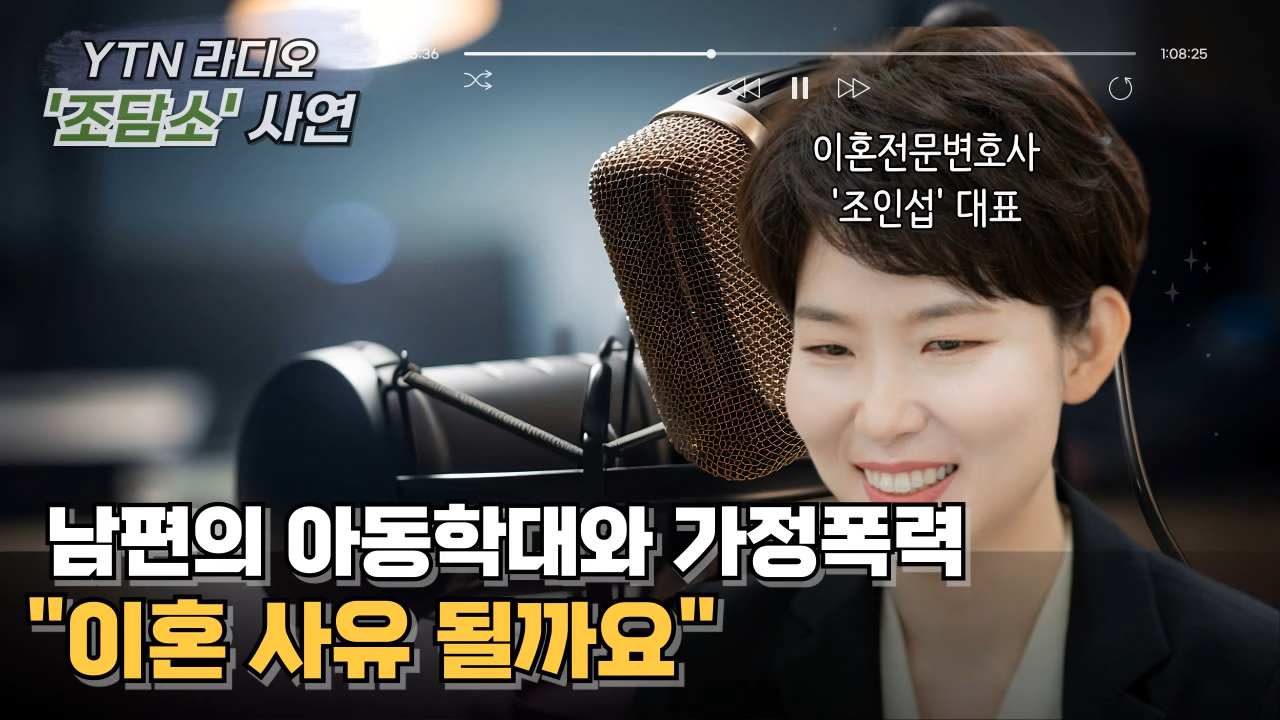 YTN 라디오
'조담소' 사연
1:08:25
이혼전문변호사
'조인섭' 대표
남편의 아동학대와 가정폭력
"이혼 사유 될까요"